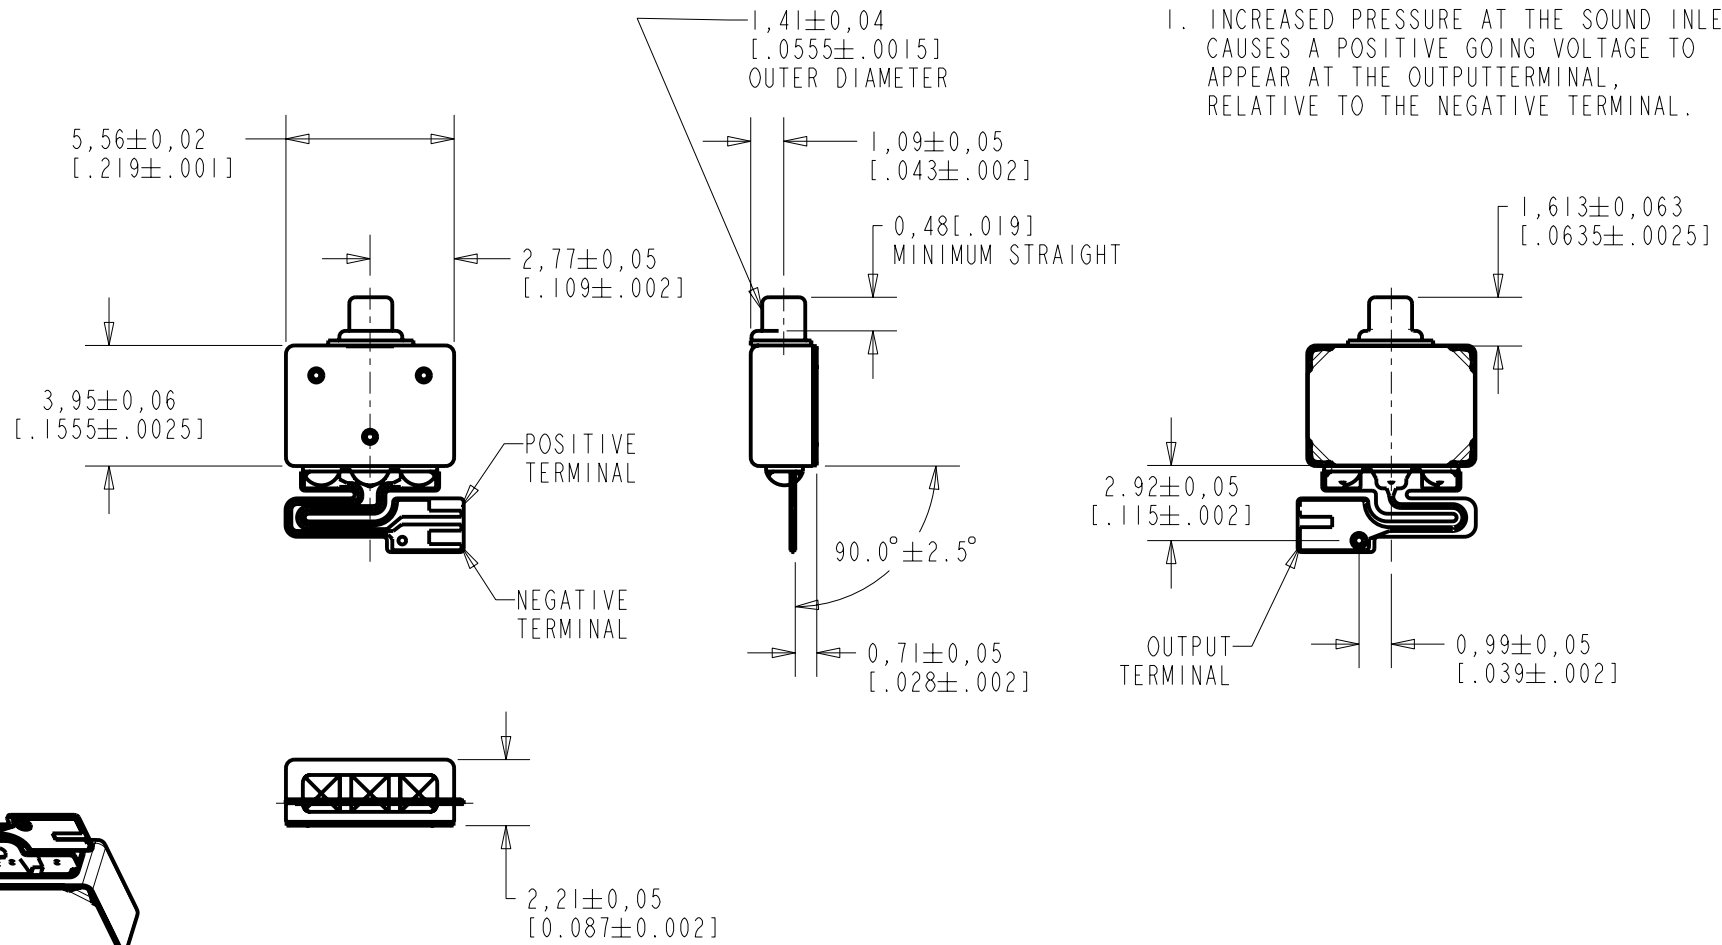 1,41±0,04
[.0555±.0015]
OUTER DIAMETER
1. INCREASED PRESSURE AT THE SOUND INLE
CAUSES A POSITIVE GOING VOLTAGE TO
APPEAR AT THE OUTPUTTERMINAL,
RELATIVE TO THE NEGATIVE TERMINAL.
5,56±0,02
[.219±.001]
1,09±0,05
[.043±.002]
0,48[.019]
MINIMUM STRAIGHT
1,613±0,063
[.0635±.0025]
2,77±0,05
[.109±.002]
3,95±0,06
[.1555±.0025]
POSITIVE
TERMINAL
2.92±0,05
[.115±.002]
90.0°±2.5°
NEGATIVE
TERMINAL
0,71±0,05
[.028±.002]
OUTPUT
TERMINAL
0,99±0,05
[.039±.002]
2,21±0,05
[0.087±0.002]